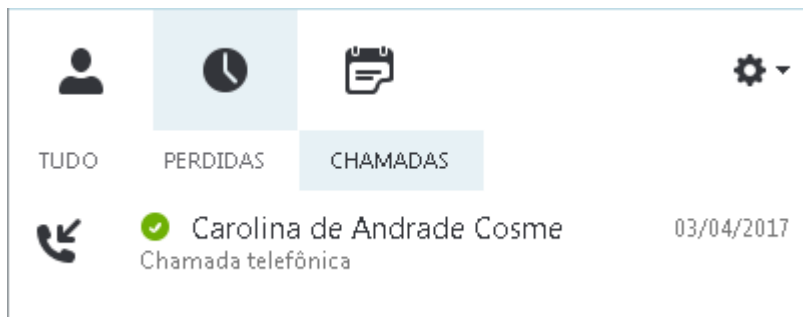 TUDO PERDIDAS CHAMADAS
Carolina de Andrade Cosme 03/04/2017
Chamada telefônica